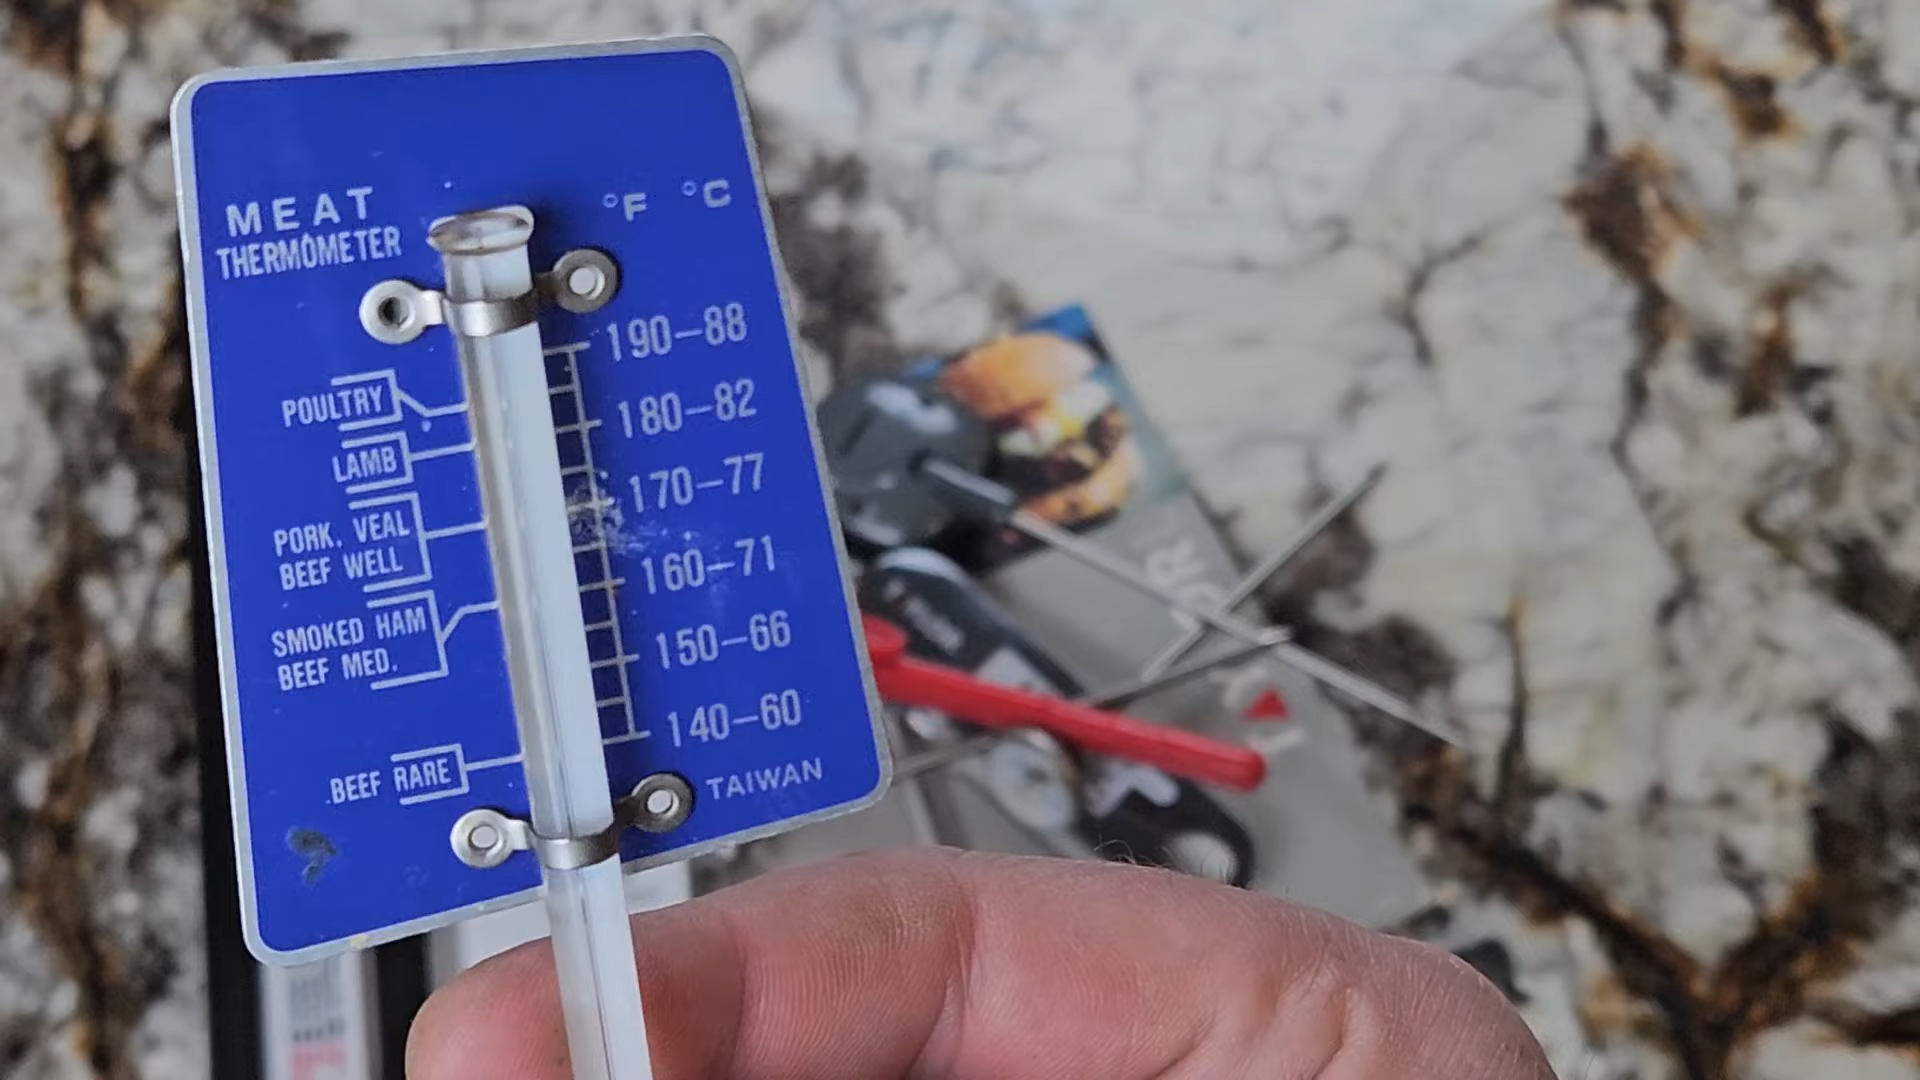 MEAT
THERMOMETER
°F °C
190-88
180-82
170-77
160-71
150-66
140-60
POULTRY
LAMB
PORK. VEAL
BEEF WELL
SMOKED HAM
BEEF MED.
BEEF RARE
TAIWAN